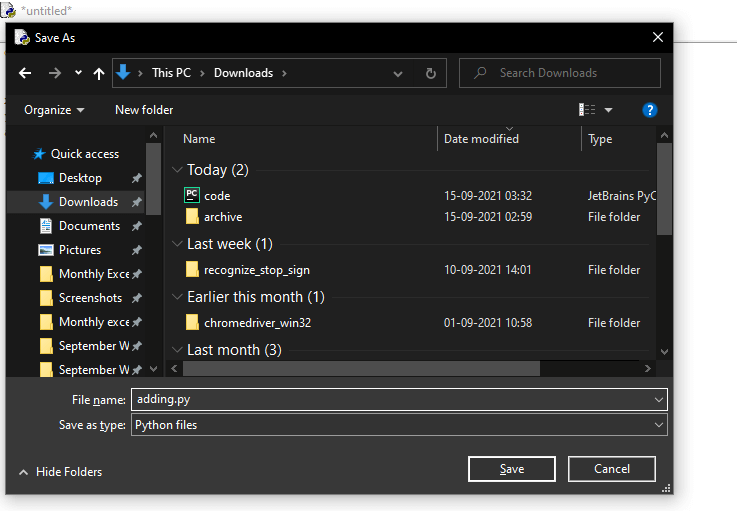 *untitled*
Save As
This PC > Downloads >
Search Downloads
Organize
New folder
?
Name
Date modified
Type
Quick access
Desktop
Downloads
Documents
Pictures
Monthly Exce
Screenshots
Monthly exce
September W
September W
Today (2)
PC code 15-09-2021 03:32 JetBrains PyC
archive 15-09-2021 02:59 File folder
Last week (1)
recognize_stop_sign 10-09-2021 14:01 File folder
Earlier this month (1)
chromedriver_win32 01-09-2021 10:58 File folder
Last month (3)
File name: adding.py
Save as type: Python files
Hide Folders
Save
Cancel